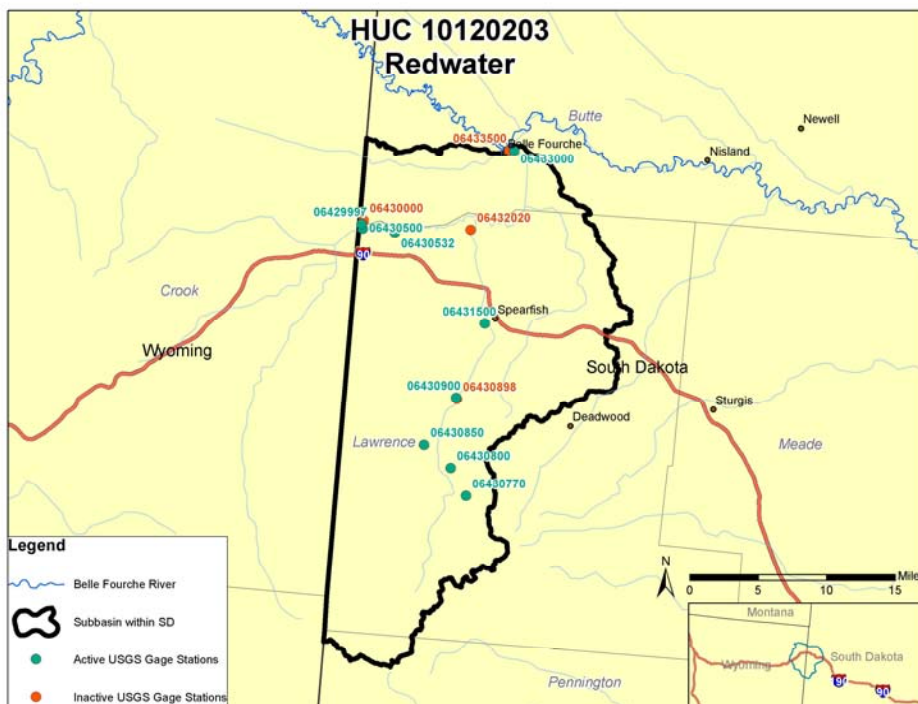 HUC 10120203
Redwater
Butte
Newell
06433500
Belle Fourche
06433000
Nisland
06429997
06430000
06430500
06430532
06432020
90
Crook
Spearfish
06431500
Wyoming
South Dakota
06430900
06430898
Sturgis
Deadwood
Lawrence
06430850
Meade
06430800
06430770
Legend
Belle Fourche River
Subbasin within SD
Active USGS Gage Stations
Inactive USGS Gage Stations
N
Mile
0 5 10 15
Montana
Wyoming
South Dakota
90
90
Pennington